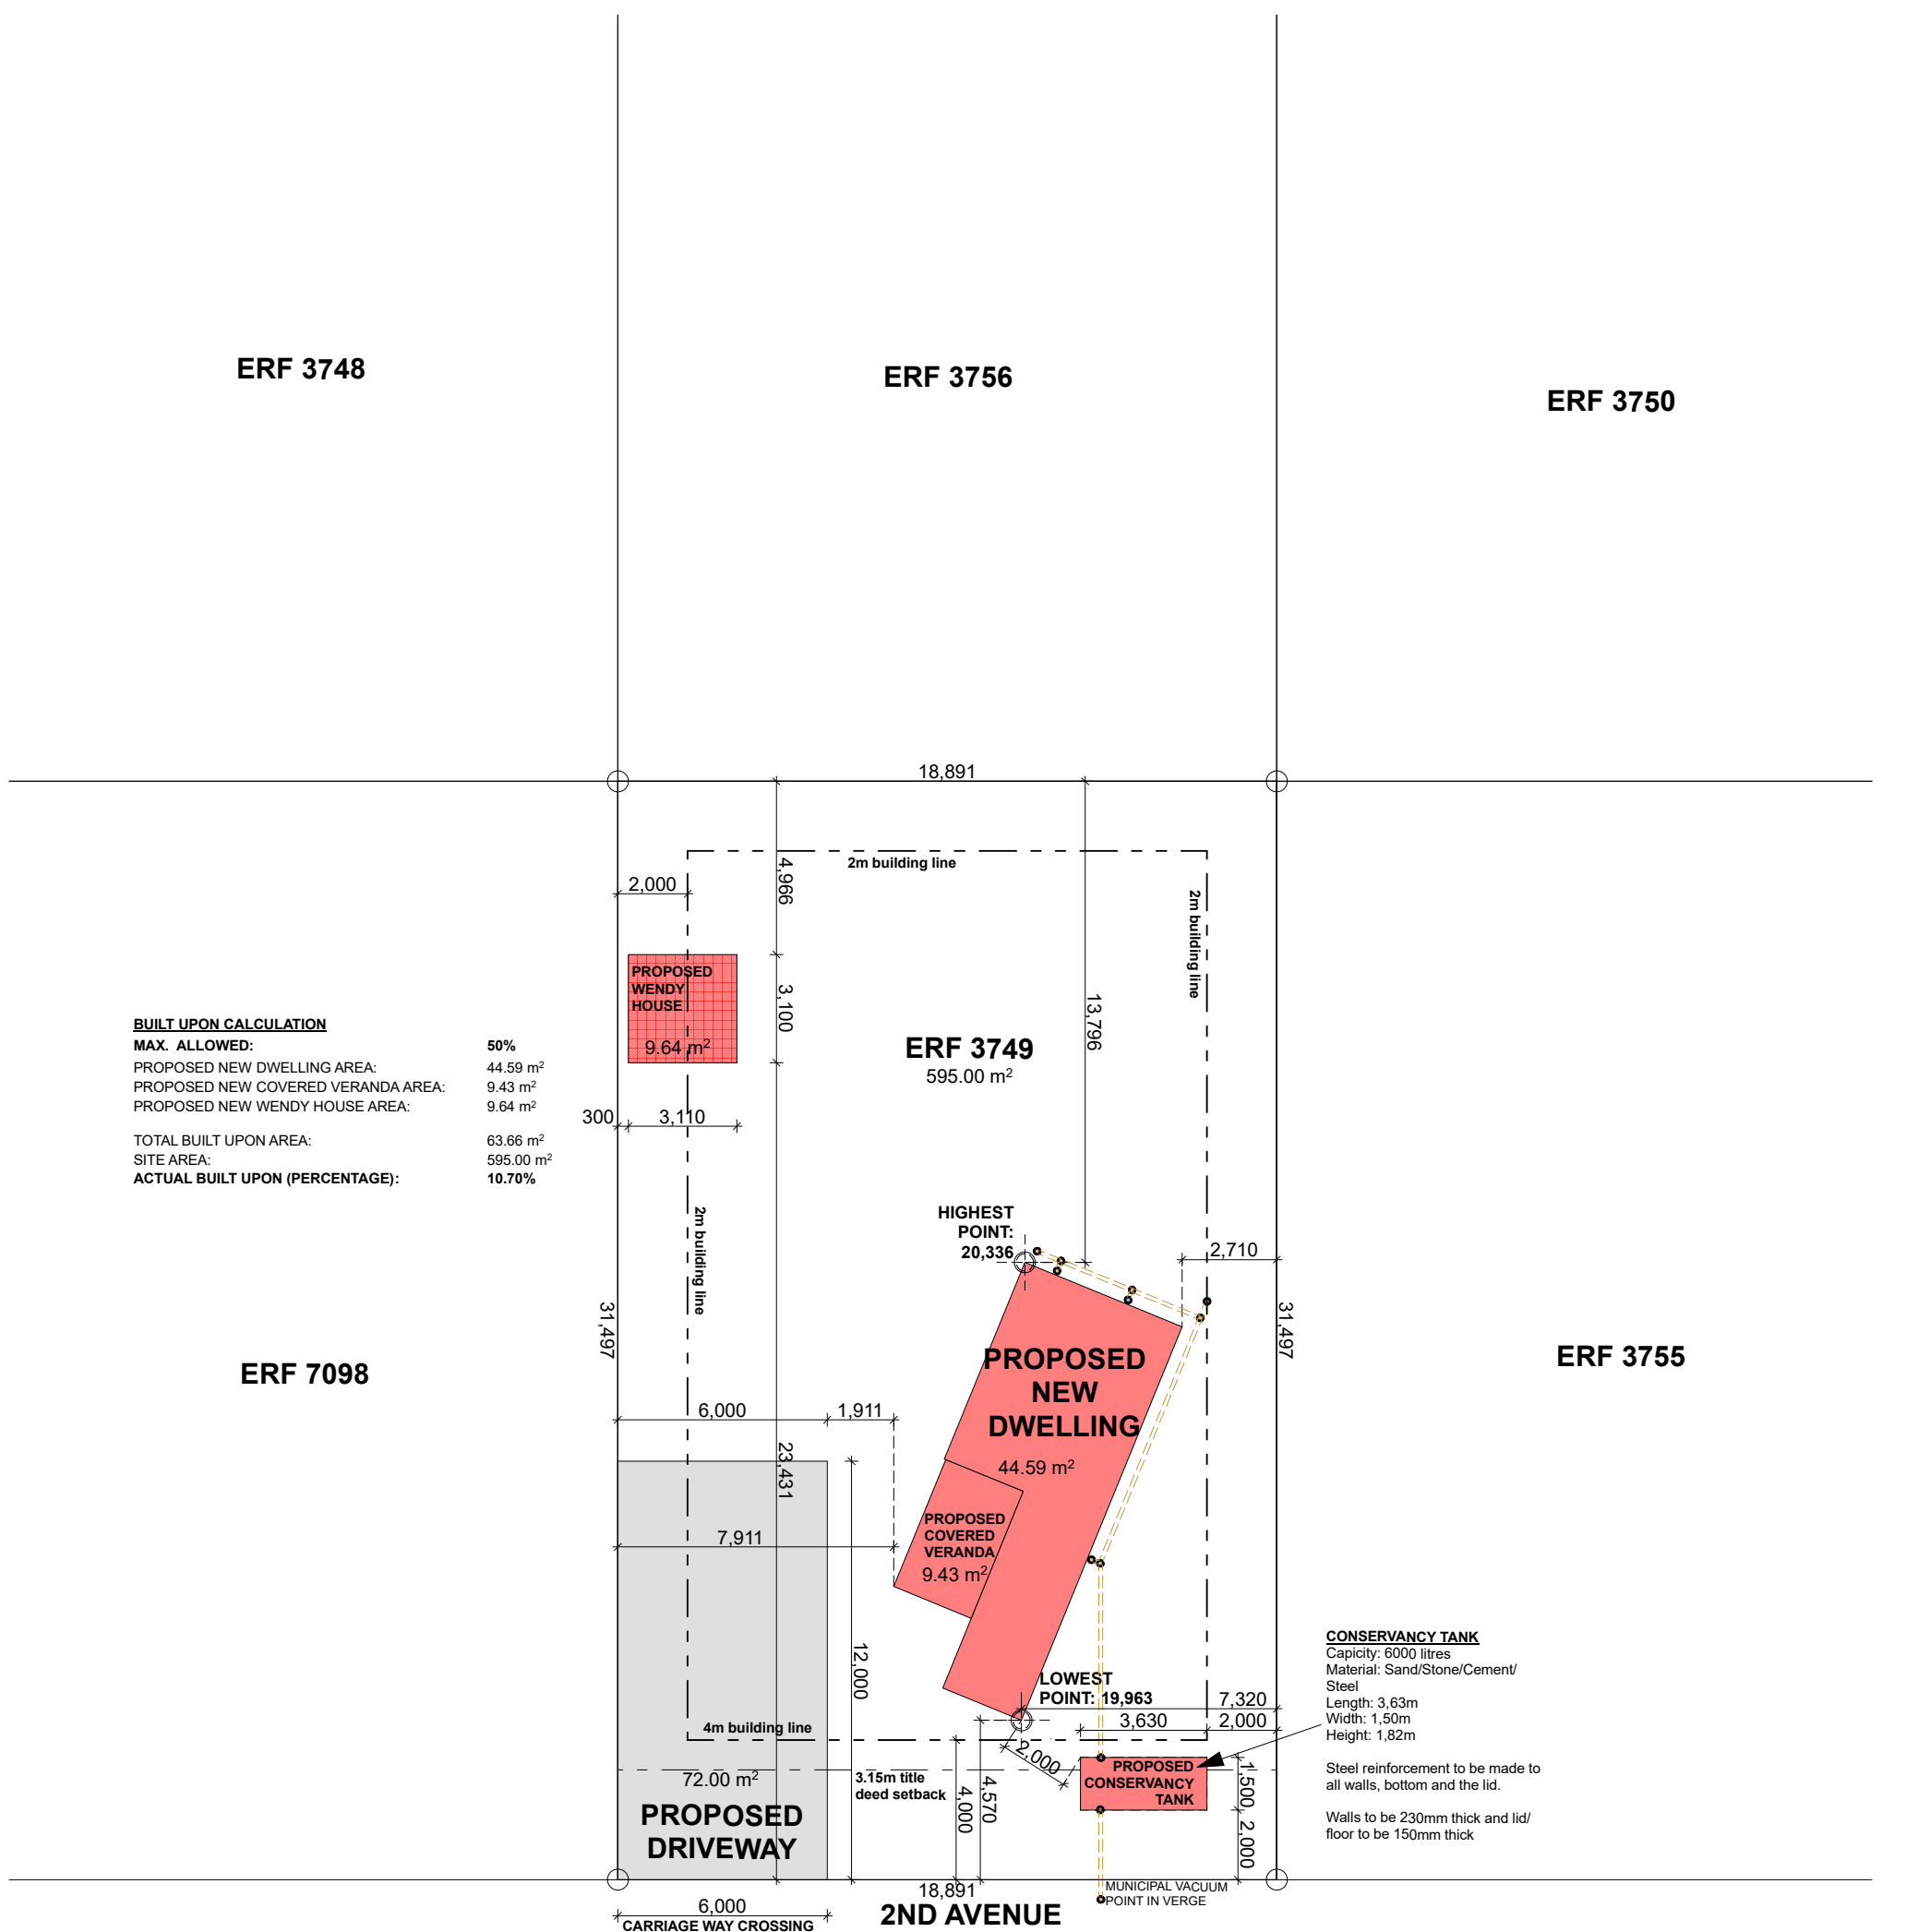 ERF 3748
ERF 3756
ERF 3750
18,891
2m building line
4,966
2,000
2m building line
PROPOSED
WENDY
HOUSE
9.64 m²
3,100
13,796
ERF 3749
595.00 m²
300
3,110
BUILT UPON CALCULATION
MAX. ALLOWED: 50%
PROPOSED NEW DWELLING AREA: 44.59 m²
PROPOSED NEW COVERED VERANDA AREA: 9.43 m²
PROPOSED NEW WENDY HOUSE AREA: 9.64 m²
TOTAL BUILT UPON AREA: 63.66 m²
SITE AREA: 595.00 m²
ACTUAL BUILT UPON (PERCENTAGE): 10.70%
2m building line
HIGHEST
POINT:
20,336
2,710
31,497
31,497
ERF 7098
PROPOSED
NEW
DWELLING
44.59 m²
ERF 3755
6,000
1,911
23,431
7,911
PROPOSED
COVERED
VERANDA
9.43 m²
12,000
LOWEST
POINT: 19,963
7,320
3,630
2,000
4m building line
2,000
72.00 m²
PROPOSED
DRIVEWAY
3.15m title
deed setback
4,000
4,570
PROPOSED
CONSERVANCY
TANK
1,500
2,000
CONSERVANCY TANK
Capicity: 6000 litres
Material: Sand/Stone/Cement/
Steel
Length: 3,63m
Width: 1,50m
Height: 1,82m
Steel reinforcement to be made to
all walls, bottom and the lid.
Walls to be 230mm thick and lid/
floor to be 150mm thick
18,891
MUNICIPAL VACUUM
POINT IN VERGE
6,000
CARRIAGE WAY CROSSING
2ND AVENUE